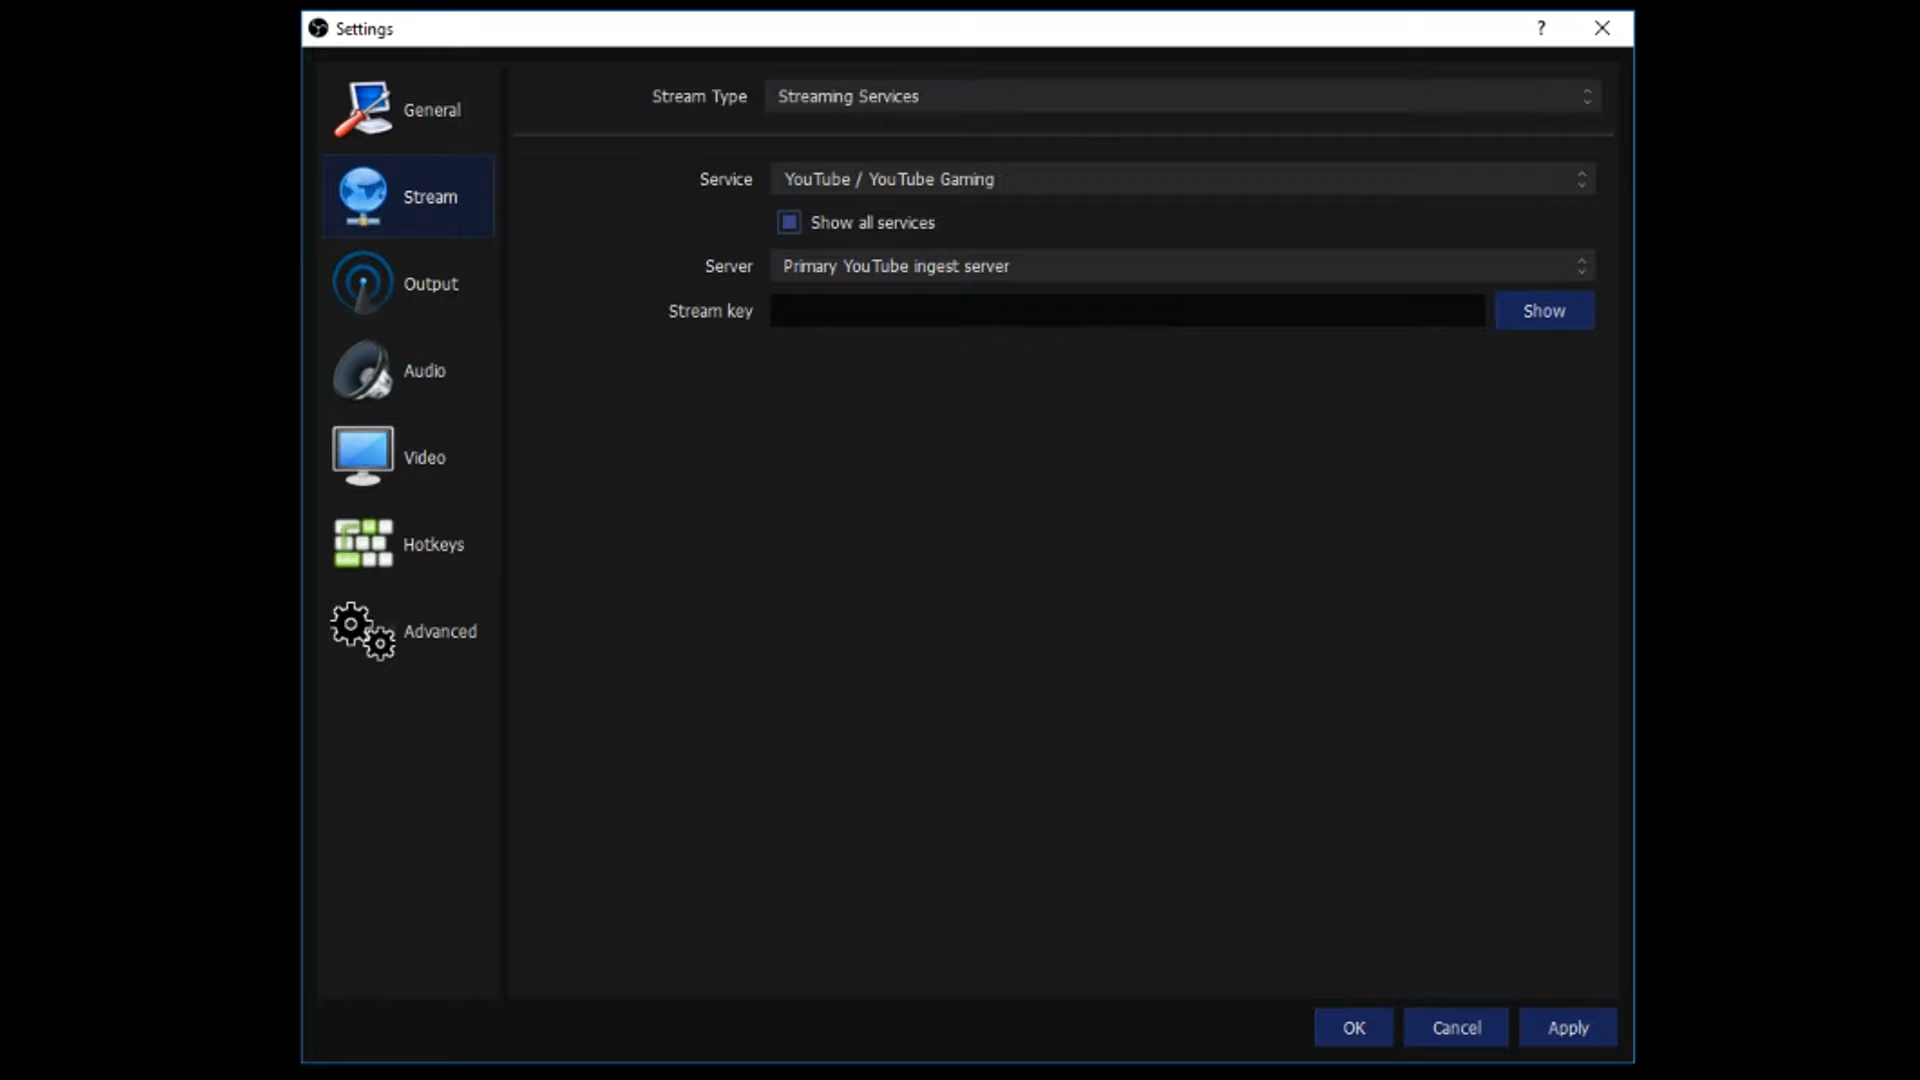 Settings
?
General
Stream
Output
Audio
Video
Hotkeys
Advanced
Stream Type Streaming Services
Service YouTube / YouTube Gaming
Show all services
Server Primary YouTube ingest server
Stream key Show
OK Cancel Apply